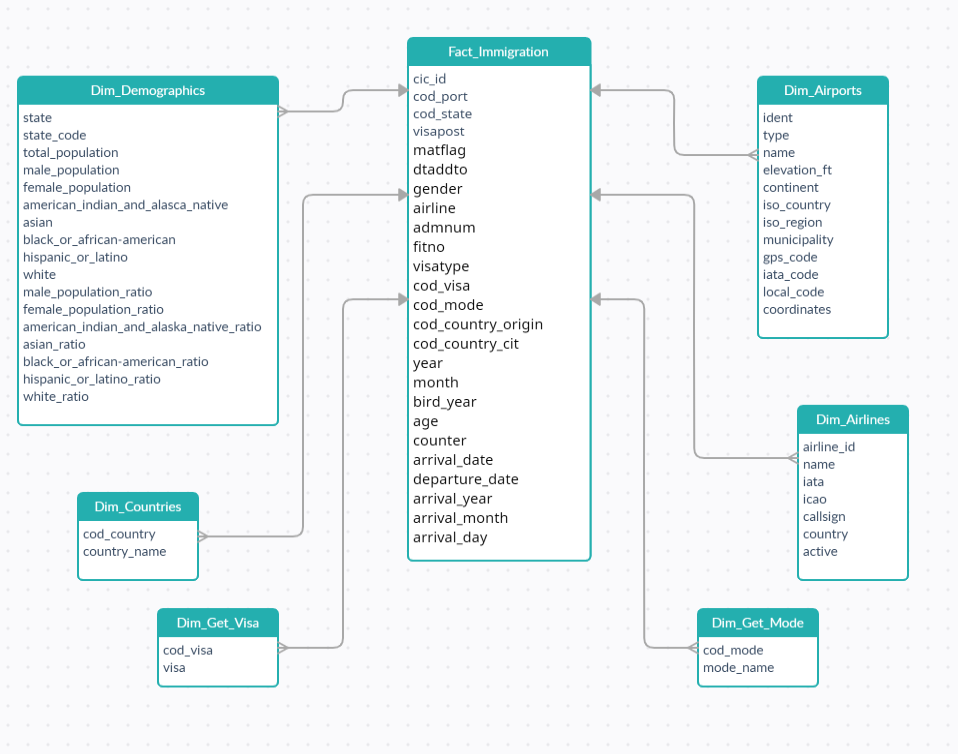 Fact_Immigration
cic_id
cod_port
cod_state
visapost
matflag
dtaddto
gender
airline
admnum
fitno
visatype
cod_visa
cod_mode
cod_country_origin
cod_country_cit
year
month
bird_year
age
counter
arrival_date
departure_date
arrival_year
arrival_month
arrival_day
Dim_Demographics
state
state_code
total_population
male_population
female_population
american_indian_and_alasca_native
asian
black_or_african-american
hispanic_or_latino
white
male_population_ratio
female_population_ratio
american_indian_and_alaska_native_ratio
asian_ratio
black_or_african-american_ratio
hispanic_or_latino_ratio
white_ratio
Dim_Airports
ident
type
name
elevation_ft
continent
iso_country
iso_region
municipality
gps_code
iata_code
local_code
coordinates
Dim_Airlines
airline_id
name
iata
icao
callsign
country
active
Dim_Countries
cod_country
country_name
Dim_Get_Visa
cod_visa
visa
Dim_Get_Mode
cod_mode
mode_name